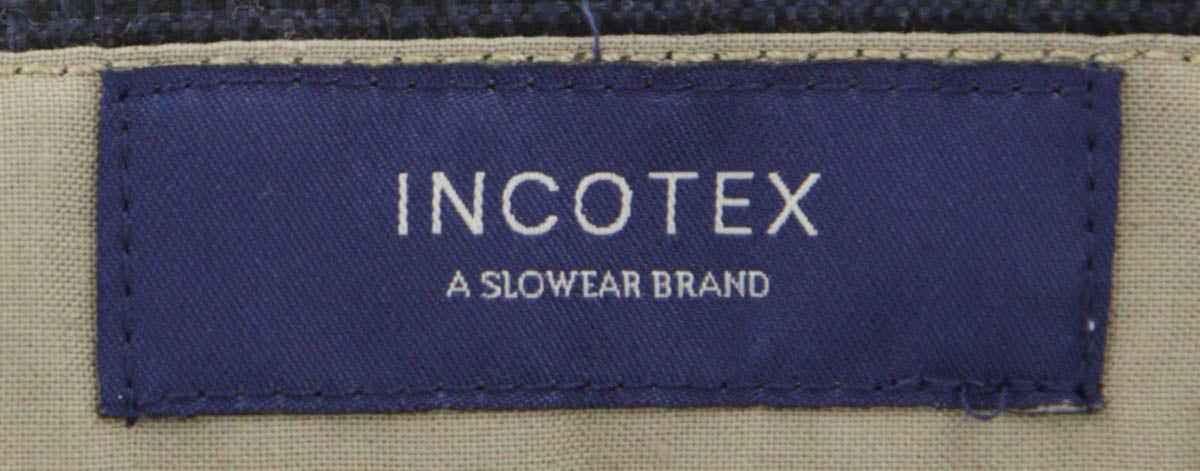 INCOTEX
A SLOWEAR BRAND